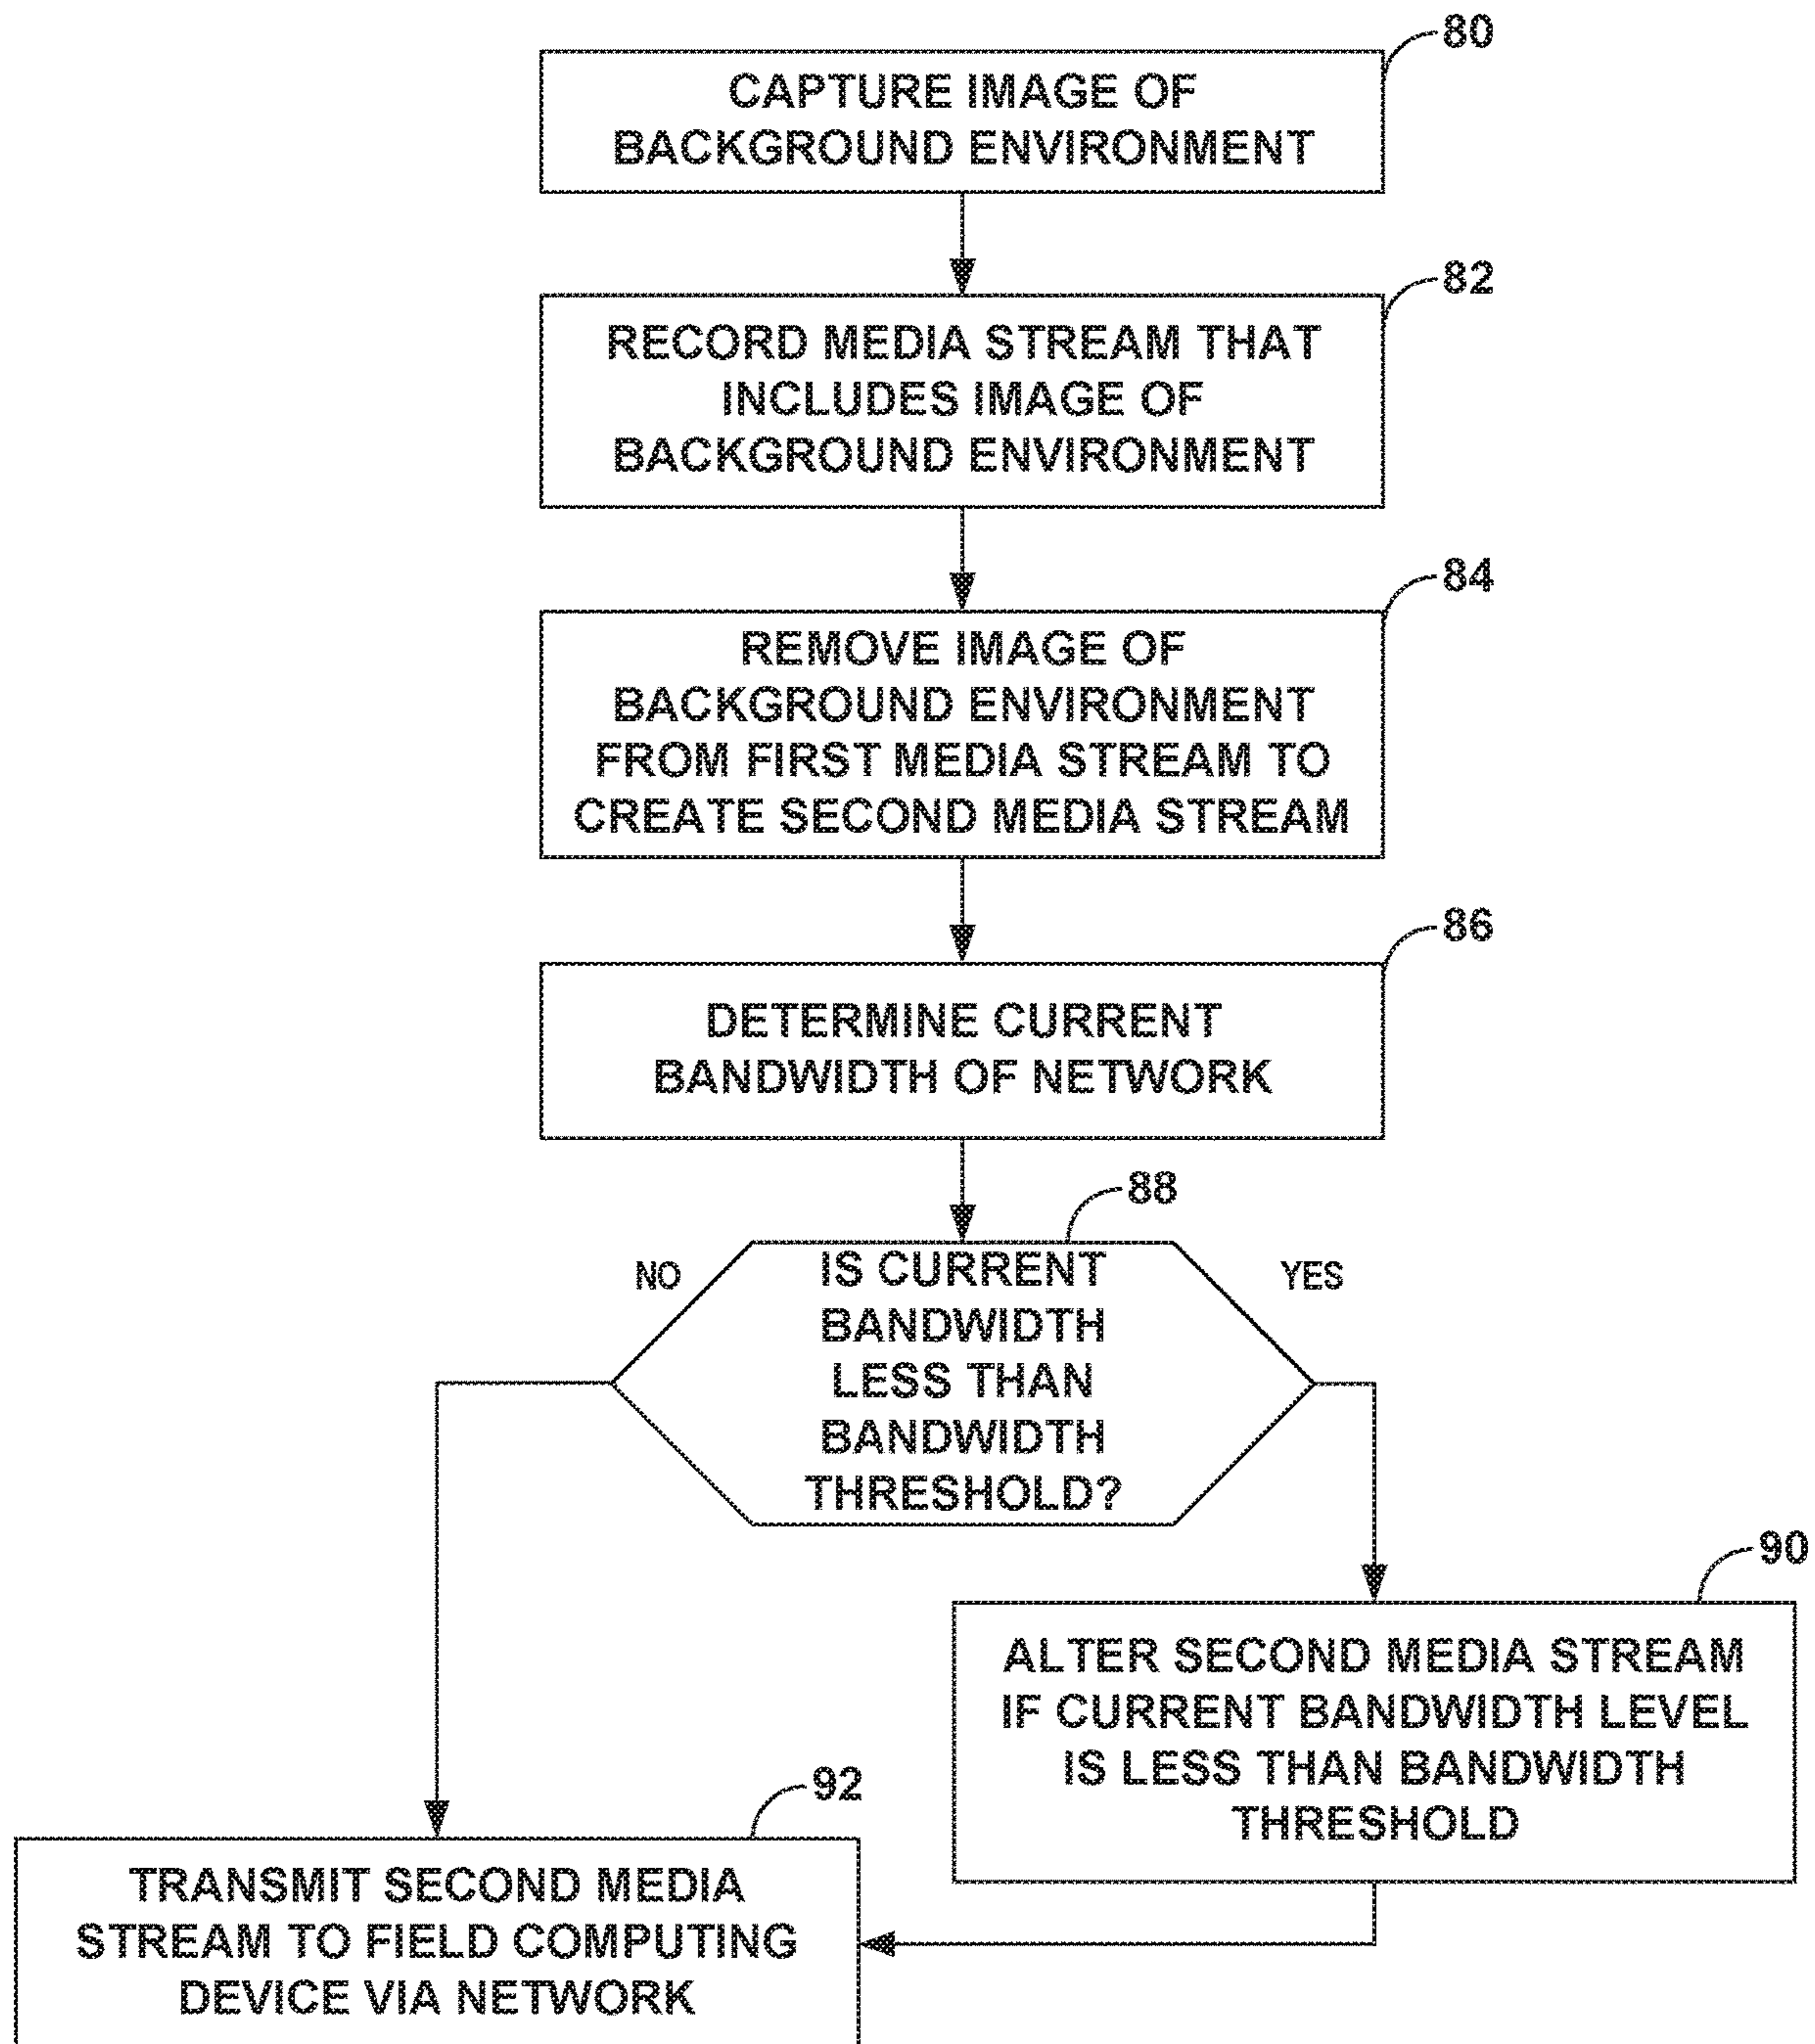 80
CAPTURE IMAGE OF
BACKGROUND ENVIRONMENT
82
RECORD MEDIA STREAM THAT
INCLUDES IMAGE OF
BACKGROUND ENVIRONMENT
84
REMOVE IMAGE OF
BACKGROUND ENVIRONMENT
FROM FIRST MEDIA STREAM TO
CREATE SECOND MEDIA STREAM
86
DETERMINE CURRENT
BANDWIDTH OF NETWORK
88
NO
IS CURRENT
BANDWIDTH
LESS THAN
BANDWIDTH
THRESHOLD?
YES
90
ALTER SECOND MEDIA STREAM
IF CURRENT BANDWIDTH LEVEL
IS LESS THAN BANDWIDTH
THRESHOLD
92
TRANSMIT SECOND MEDIA
STREAM TO FIELD COMPUTING
DEVICE VIA NETWORK